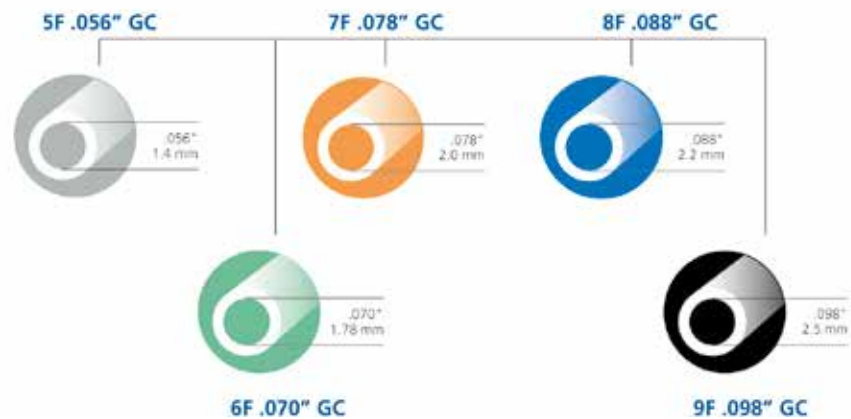 5F .056” GC
7F .078” GC
8F .088” GC
.056"
1.4 mm
.078"
2.0 mm
.088"
2.2 mm
.070"
1.78 mm
.098"
2.5 mm
6F .070” GC
9F .098” GC